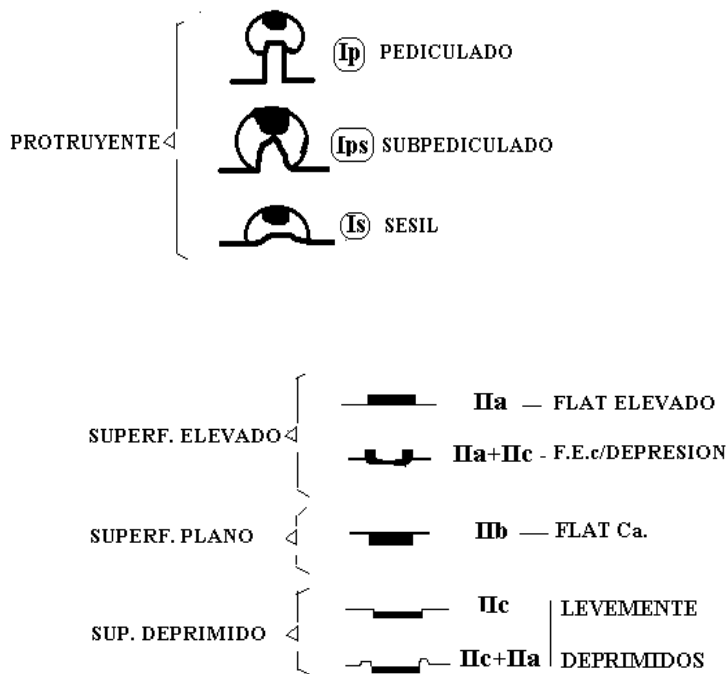 Ip PEDICULADO
PROTRUYENTE
Ips SUBPEDICULADO
Is SESIL
IIa — FLAT ELEVADO
SUPERF. ELEVADO
IIa+IIc - F.E.c/DEPRESION
SUPERF. PLANO
IIb — FLAT Ca.
IIc LEVEMENTE
SUP. DEPRIMIDO
IIc+IIa DEPRIMIDOS